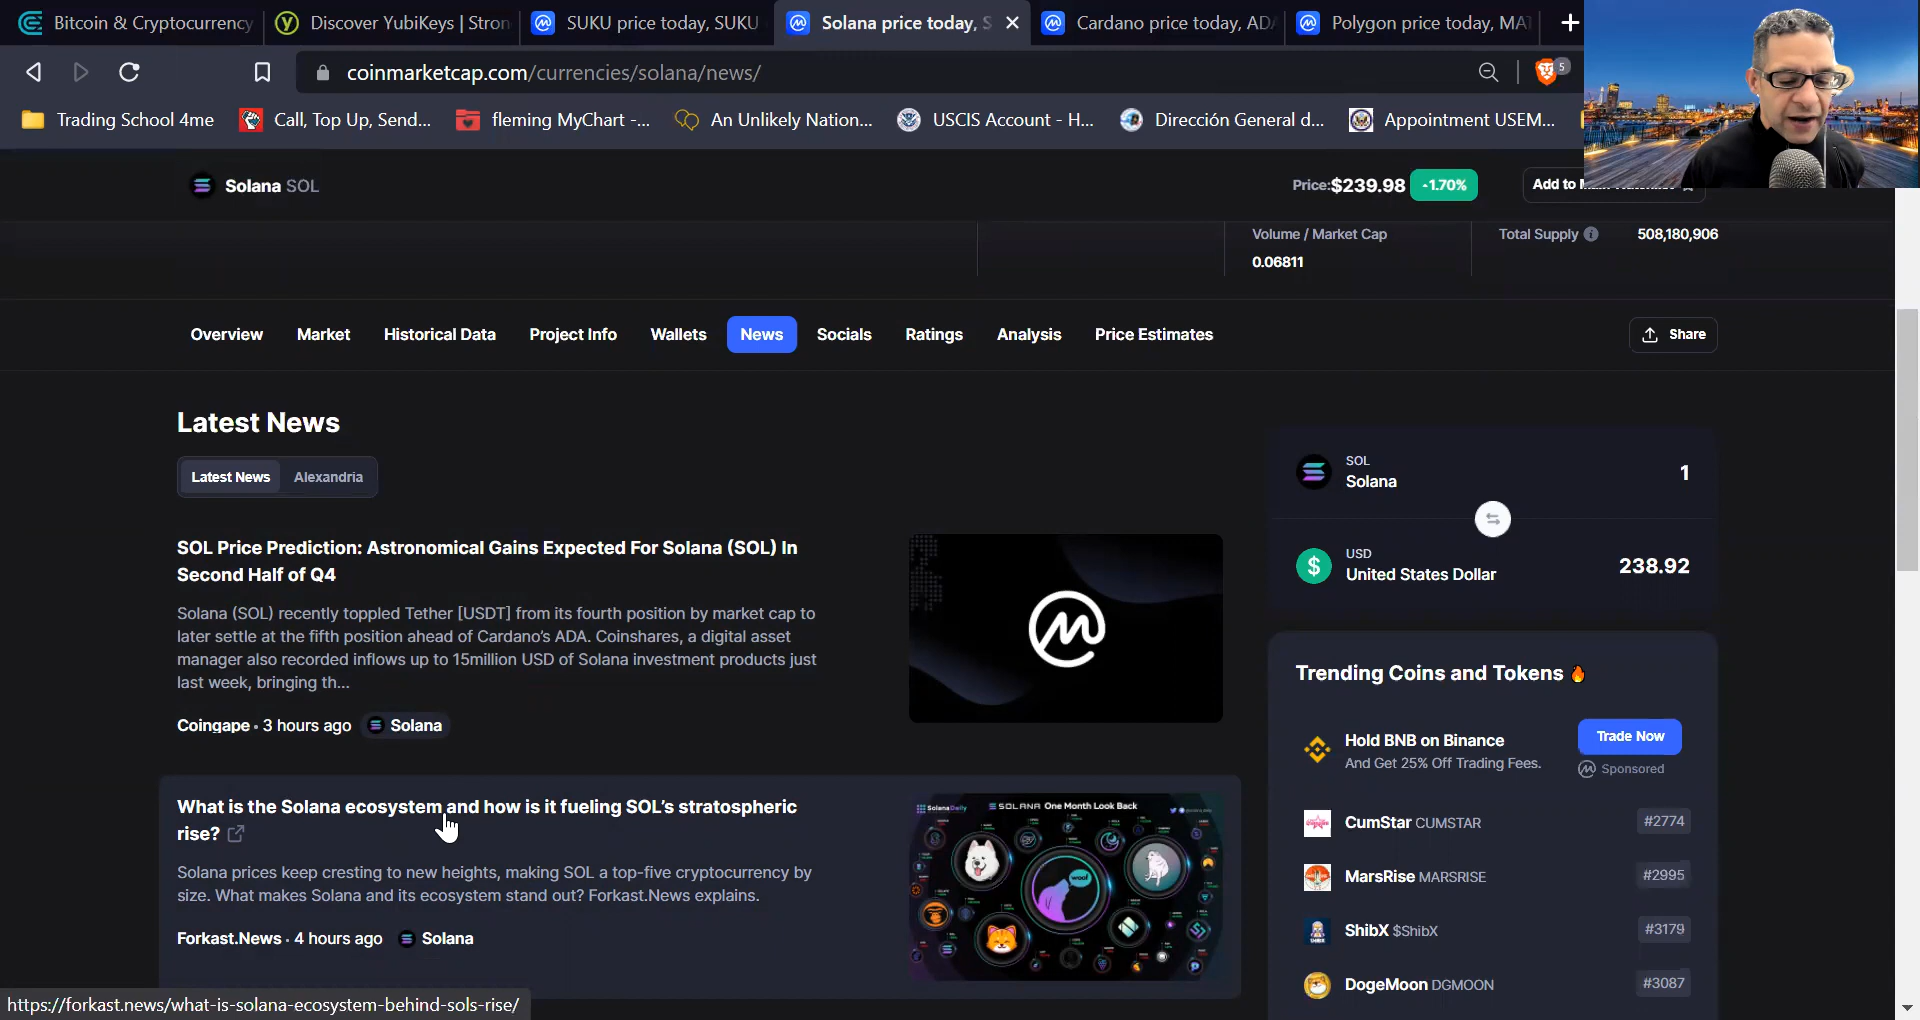 Bitcoin & Cryptocurrency
Discover YubiKeys | Stron
SUKU price today, SUKU
Solana price today, S
Cardano price today, ADA
Polygon price today, MA
coinmarketcap.com/currencies/solana/news/
5
Trading School 4me
Call, Top Up, Send...
fleming MyChart -...
An Unlikely Nation...
USCIS Account - H...
Dirección General d...
Appointment USEM...
Solana SOL
Price:$239.98
1.70%
Add to
Volume / Market Cap
0.06811
Total Supply
508,180,906
Overview
Market
Historical Data
Project Info
Wallets
News
Socials
Ratings
Analysis
Price Estimates
Share
Latest News
Latest News
Alexandria
SOL Price Prediction: Astronomical Gains Expected For Solana (SOL) In
Second Half of Q4
Solana (SOL) recently toppled Tether [USDT] from its fourth position by market cap to
later settle at the fifth position ahead of Cardano's ADA. Coinshares, a digital asset
manager also recorded inflows up to 15million USD of Solana investment products just
last week, bringing th...
Coingape · 3 hours ago
Solana
What is the Solana ecosystem and how is it fueling SOL's stratospheric
rise?
Solana prices keep cresting to new heights, making SOL a top-five cryptocurrency by
size. What makes Solana and its ecosystem stand out? Forkast.News explains.
Forkast.News · 4 hours ago
Solana
SolanaDaily
SOLANA One Month Look Back
woof
SOL
Solana
1
USD
United States Dollar
238.92
Trending Coins and Tokens
Hold BNB on Binance
And Get 25% Off Trading Fees.
Trade Now
Sponsored
CumStar CUMSTAR
#2774
MarsRise MARSRISE
#2995
ShibX $ShibX
#3179
DogeMoon DGMOON
#3087
https://forkast.news/what-is-solana-ecosystem-behind-sols-rise/